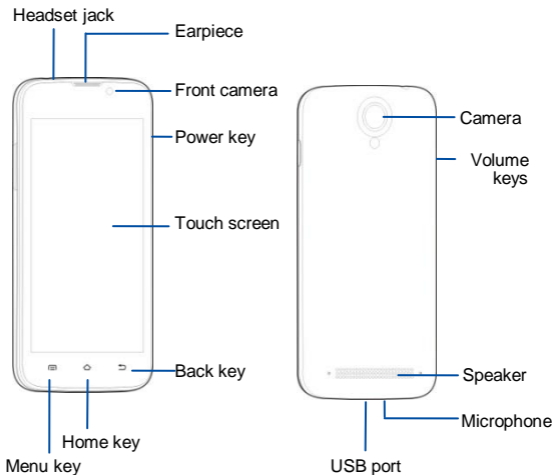 Headset jack
Earpiece
Front camera
Power key
Touch screen
Back key
Home key
Menu key
Camera
Volume
keys
Speaker
Microphone
USB port